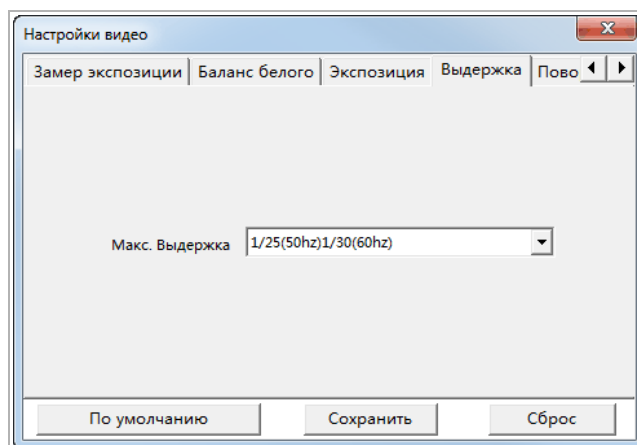 Настройки видео
Замер экспозиции Баланс белого Экспозиция Выдержка Пово
Макс. Выдержка 1/25(50hz)1/30(60hz)
По умолчанию Сохранить Сброс